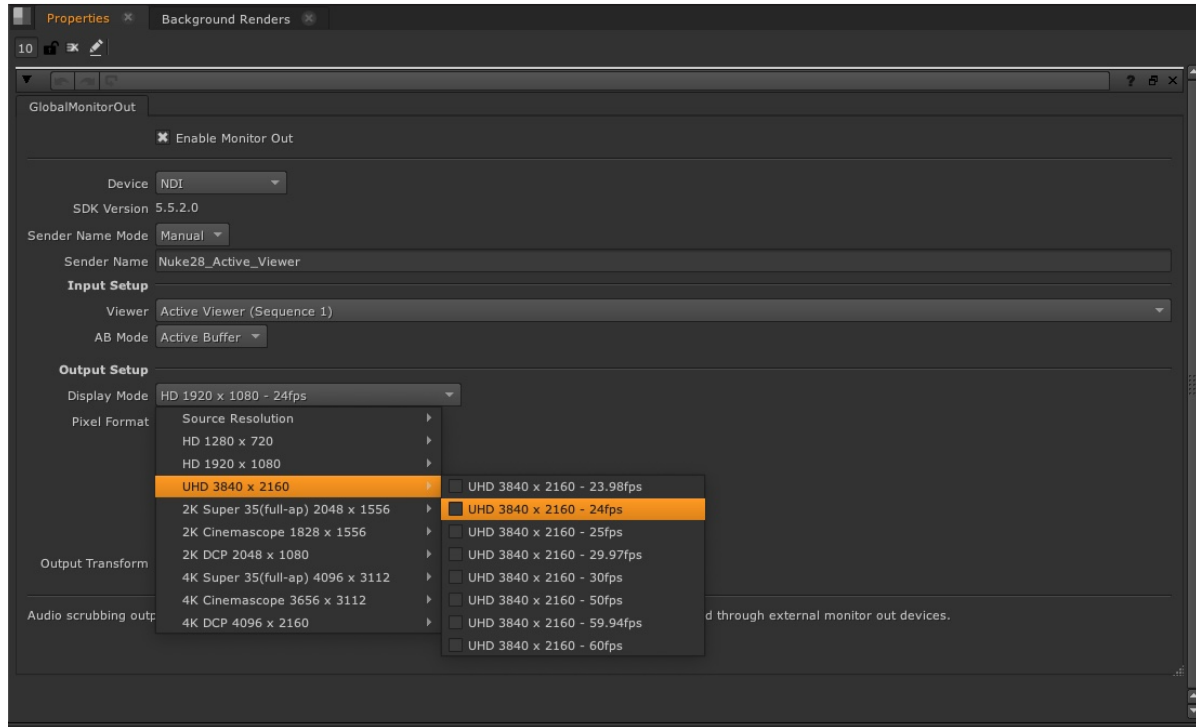 Properties
Background Renders
10
?
GlobalMonitorOut
Enable Monitor Out
Device NDI
SDK Version 5.5.2.0
Sender Name Mode Manual
Sender Name Nuke28_Active_Viewer
Input Setup
Viewer Active Viewer (Sequence 1)
AB Mode Active Buffer
Output Setup
Display Mode HD 1920 x 1080 - 24fps
Pixel Format
Source Resolution
HD 1280 x 720
HD 1920 x 1080
UHD 3840 x 2160
2K Super 35(full-ap) 2048 x 1556
2K Cinemascope 1828 x 1556
2K DCP 2048 x 1080
4K Super 35(full-ap) 4096 x 3112
4K Cinemascope 3656 x 3112
4K DCP 4096 x 2160
UHD 3840 x 2160 - 23.98fps
UHD 3840 x 2160 - 24fps
UHD 3840 x 2160 - 25fps
UHD 3840 x 2160 - 29.97fps
UHD 3840 x 2160 - 30fps
UHD 3840 x 2160 - 50fps
UHD 3840 x 2160 - 59.94fps
UHD 3840 x 2160 - 60fps
Output Transform
Audio scrubbing outp
d through external monitor out devices.